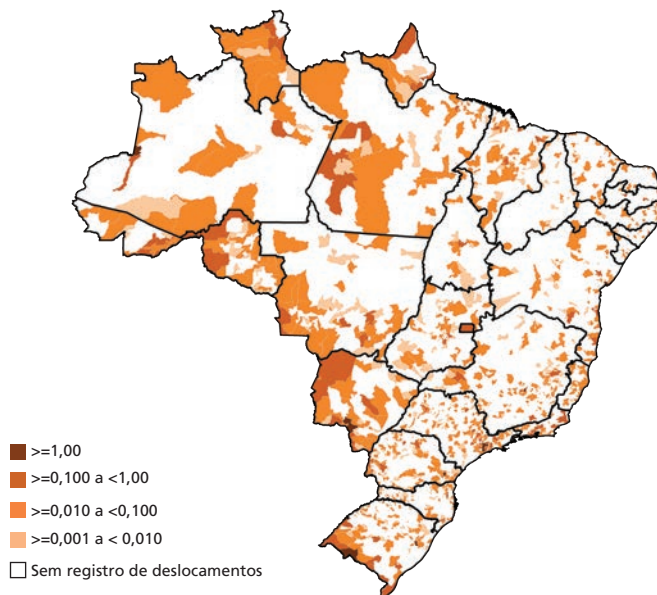 >=1,00
>=0,100 a <1,00
>=0,010 a <0,100
>=0,001 a < 0,010
Sem registro de deslocamentos